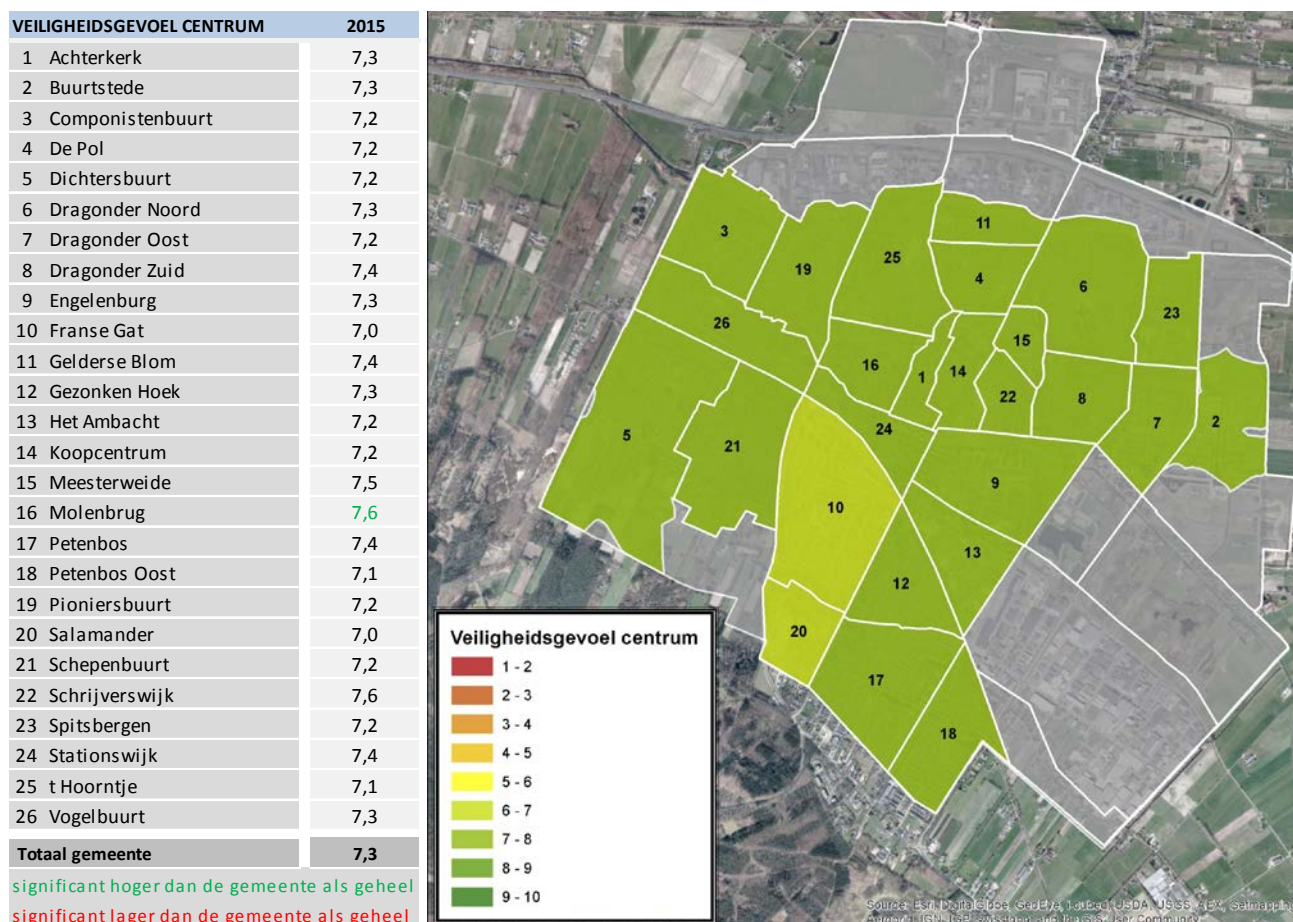 VEILIGHEIDSGEVOEL CENTRUM 2015
1 Achterkerk 7,3
2 Buurtstede 7,3
3 Componistenbuurt 7,2
4 De Pol 7,2
5 Dichtersbuurt 7,2
6 Dragonder Noord 7,3
7 Dragonder Oost 7,2
8 Dragonder Zuid 7,4
9 Engelenburg 7,3
10 Franse Gat 7,0
11 Gelderse Blom 7,4
12 Gezonken Hoek 7,3
13 Het Ambacht 7,2
14 Koopcentrum 7,2
15 Meesterweide 7,5
16 Molenbrug 7,6
17 Petenbos 7,4
18 Petenbos Oost 7,1
19 Pioniersbuurt 7,2
20 Salamander 7,0
21 Schepenbuurt 7,2
22 Schrijverswijk 7,6
23 Spitsbergen 7,2
24 Stationswijk 7,4
25 t Hoorntje 7,1
26 Vogelbuurt 7,3
Totaal gemeente 7,3
significant hoger dan de gemeente als geheel
significant lager dan de gemeente als geheel
11
3
25
19
4
6
23
26
15
16
1
14
22
8
7
2
24
5
21
9
10
13
12
20
17
18
Veiligheidsgevoel centrum
1 - 2
2 - 3
3 - 4
4 - 5
5 - 6
6 - 7
7 - 8
8 - 9
9 - 10
Source: Esri, DigitalGlobe, GeoEye, i-cubed, USDA, USGS, AEX, Getmapping,